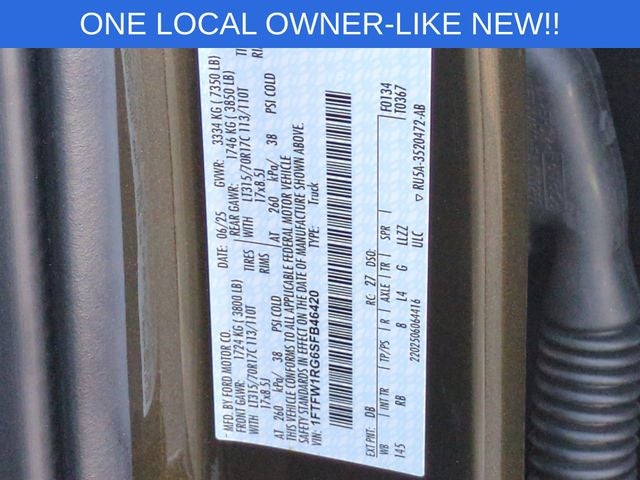 ONE LOCAL OWNER-LIKE NEW!!
MFD. BY FORD MOTOR CO.
DATE: 06/25 GVWR: 3334 KG ( 7350 LB)
FRONT GAWR: 1724 KG ( 3800 LB) REAR GAWR: 1746 KG ( 3850 LB)
WITH LT315/70R17C 113/110T TIRES WITH LT315/70R17C 113/110T
17x8.5J RIMS 17x8.5J
AT 260 kPa/ 38 PSI COLD AT 260 kPa/ 38 PSI COLD
THIS VEHICLE CONFORMS TO ALL APPLICABLE FEDERAL MOTOR VEHICLE
SAFETY STANDARDS IN EFFECT ON THE DATE OF MANUFACTURE SHOWN ABOVE.
VIN: 1FTFW1RG6SFB46420 TYPE: Truck
F0134
T0367
EXT PNT: DB RC: 27 DSO:
WB INT TR TP/PS R AXLE TR SPR
145 RB B L4 G LLZZ
ULC
2202506064416 RU5A-3520472-AB